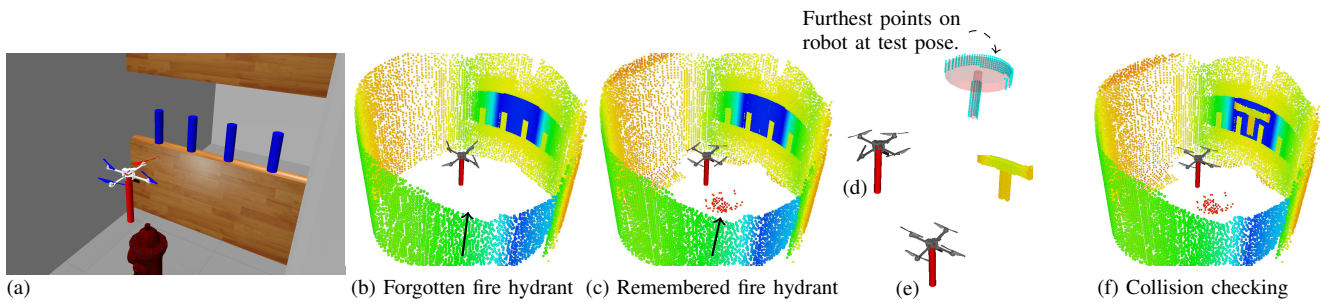 Furthest points on
robot at test pose.
(a)
(b) Forgotten fire hydrant
(c) Remembered fire hydrant
(d)
(e)
(f) Collision checking